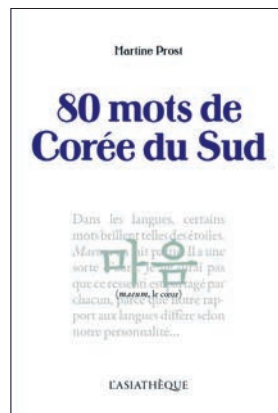 Martine Prost
80 mots de
Corée du Sud
Dans les langues, certains
mots brillent telles des étoiles.
fait Il a une
sorte pas
que ce ressenti est partagé par
chacun, parce que notre rap-
port aux langues diffère selon
notre personnalité...
마음
(maeum, le cœur)
L'ASIATHÈQUE